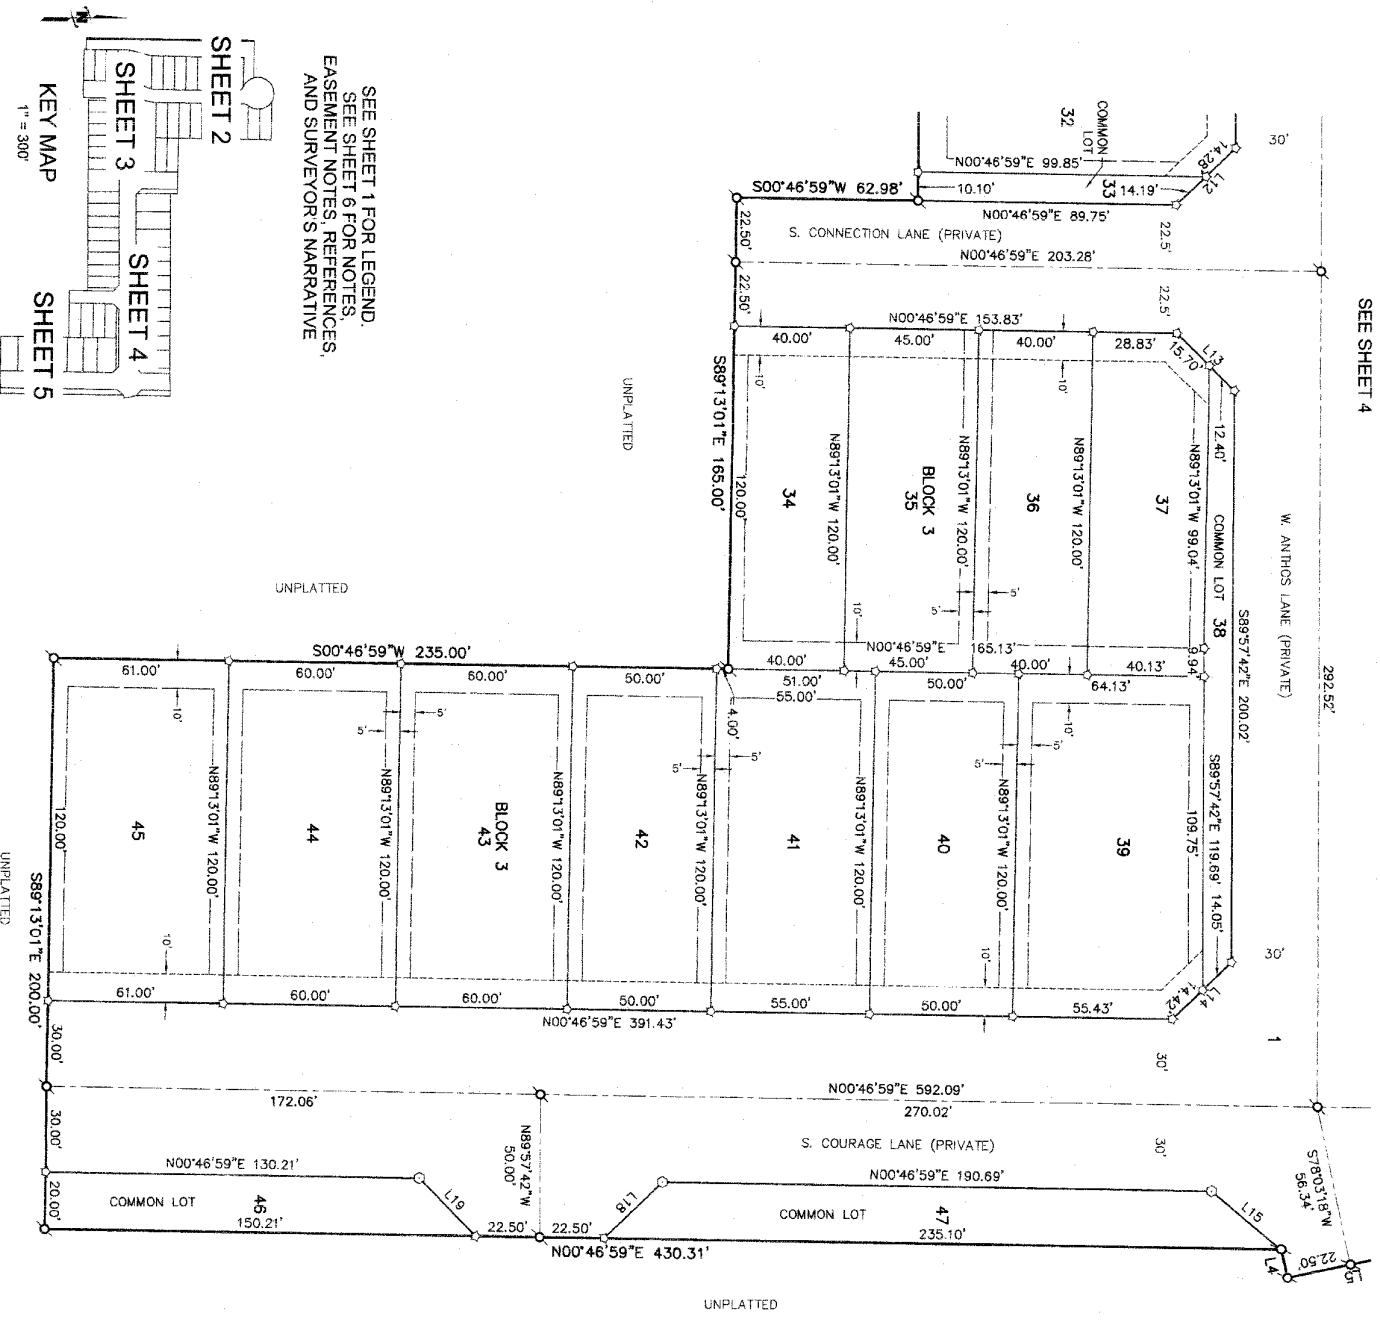 N
SHEET 2
SHEET 3
SHEET 4
SHEET 5
KEY MAP
1" = 300'
SEE SHEET 1 FOR LEGEND.
SEE SHEET 6 FOR NOTES,
EASEMENT NOTES, REFERENCES,
AND SURVEYOR'S NARRATIVE
SEE SHEET 4
COMMON
LOT
32
33
N00°46'59"E 99.85'
10.10'
14.19'
14.28'
L12
30'
S00°46'59"W 62.98'
N00°46'59"E 89.75'
22.50'
S. CONNECTION LANE (PRIVATE)
22.5'
N00°46'59"E 203.28'
22.50'
22.5'
N00°46'59"E 153.83'
40.00'
45.00'
40.00'
28.83'
15.70'
L13
10'
10'
12.40'
S89°13'01"E 165.00'
120.00'
34
N89°13'01"W 120.00'
BLOCK 3
35
N89°13'01"W 120.00'
36
N89°13'01"W 120.00'
37
N89°13'01"W 99.04'
COMMON LOT 38
W. ANTHOS LANE (PRIVATE)
S89°57'42"E 200.02'
292.52'
UNPLATTED
UNPLATTED
5'
5'
10'
N00°46'59"E 165.13'
9.94'
40.00'
45.00'
40.00'
40.13'
S00°46'59"W 235.00'
61.00'
60.00'
60.00'
50.00'
51.00'
50.00'
64.13'
55.00'
4.00'
10'
5'
5'
5'
5'
5'
5'
10'
120.00'
45
N89°13'01"W 120.00'
44
N89°13'01"W 120.00'
BLOCK 3
43
N89°13'01"W 120.00'
42
N89°13'01"W 120.00'
41
N89°13'01"W 120.00'
40
N89°13'01"W 120.00'
39
109.75'
S89°57'42"E 119.69'
14.05'
UNPLATTED
S89°13'01"E 200.00'
10'
10'
61.00'
60.00'
60.00'
50.00'
55.00'
50.00'
55.43'
14.42'
L14
30'
1
N00°46'59"E 391.43'
30.00'
30'
N00°46'59"E 592.09'
172.06'
270.02'
30.00'
N89°57'42"W
50.00'
S. COURAGE LANE (PRIVATE)
30'
S78°03'18"W
56.34'
N00°46'59"E 130.21'
N00°46'59"E 190.69'
20.00'
COMMON LOT
46
150.21'
L19
22.50'
22.50'
L18
COMMON LOT
47
235.10'
L15
N00°46'59"E 430.31'
L4
22.50'
L5
UNPLATTED